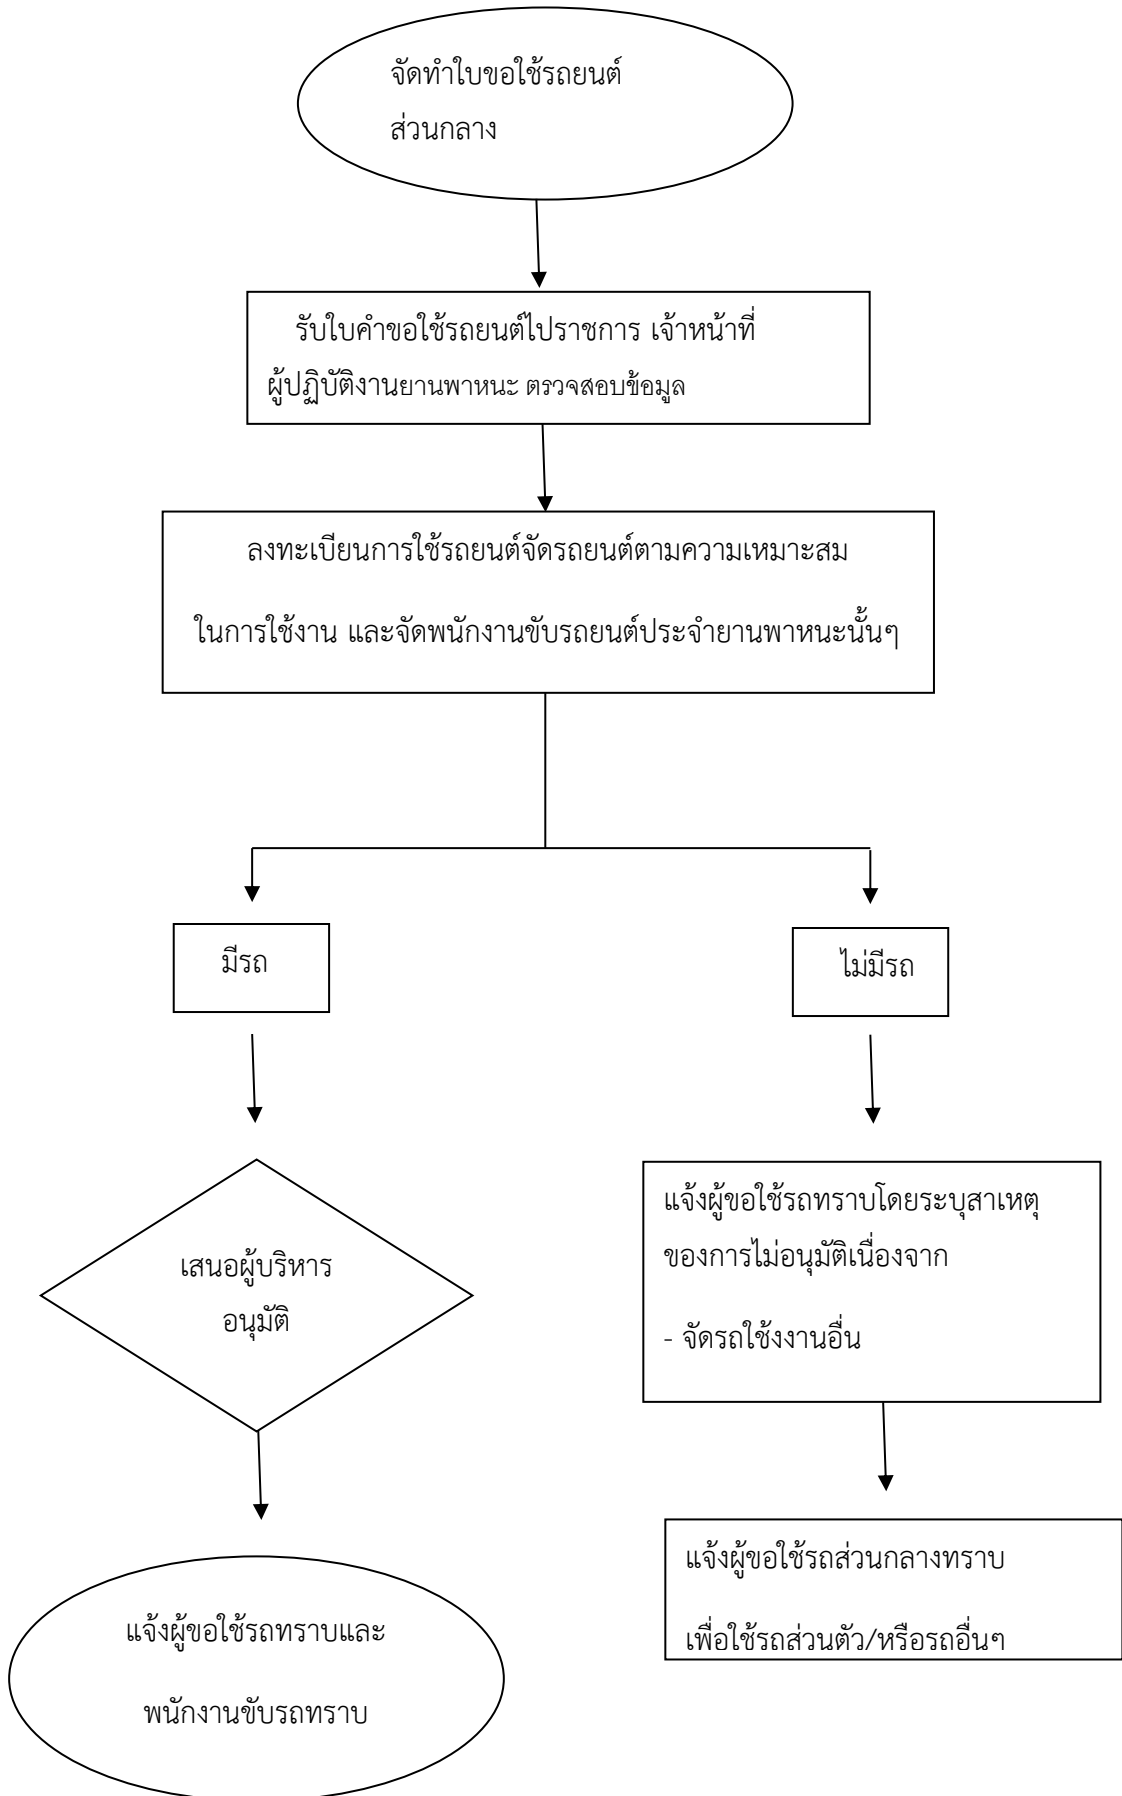 จัดทำใบขอใช้รถยนต์
ส่วนกลาง
รับใบคำขอใช้รถยนต์ไปราชการ เจ้าหน้าที่
ผู้ปฏิบัติงานยานพาหนะ ตรวจสอบข้อมูล
ลงทะเบียนการใช้รถยนต์จัดรถยนต์ตามความเหมาะสม
ในการใช้งาน และจัดพนักงานขับรถยนต์ประจำยานพาหนะนั้นๆ
มีรถ
ไม่มีรถ
เสนอผู้บริหาร
อนุมัติ
แจ้งผู้ขอใช้รถทราบโดยระบุสาเหตุ
ของการไม่อนุมัติเนื่องจาก
- จัดรถใช้งงานอื่น
แจ้งผู้ขอใช้รถทราบและ
พนักงานขับรถทราบ
แจ้งผู้ขอใช้รถส่วนกลางทราบ
เพื่อใช้รถส่วนตัว/หรือรถอื่นๆ